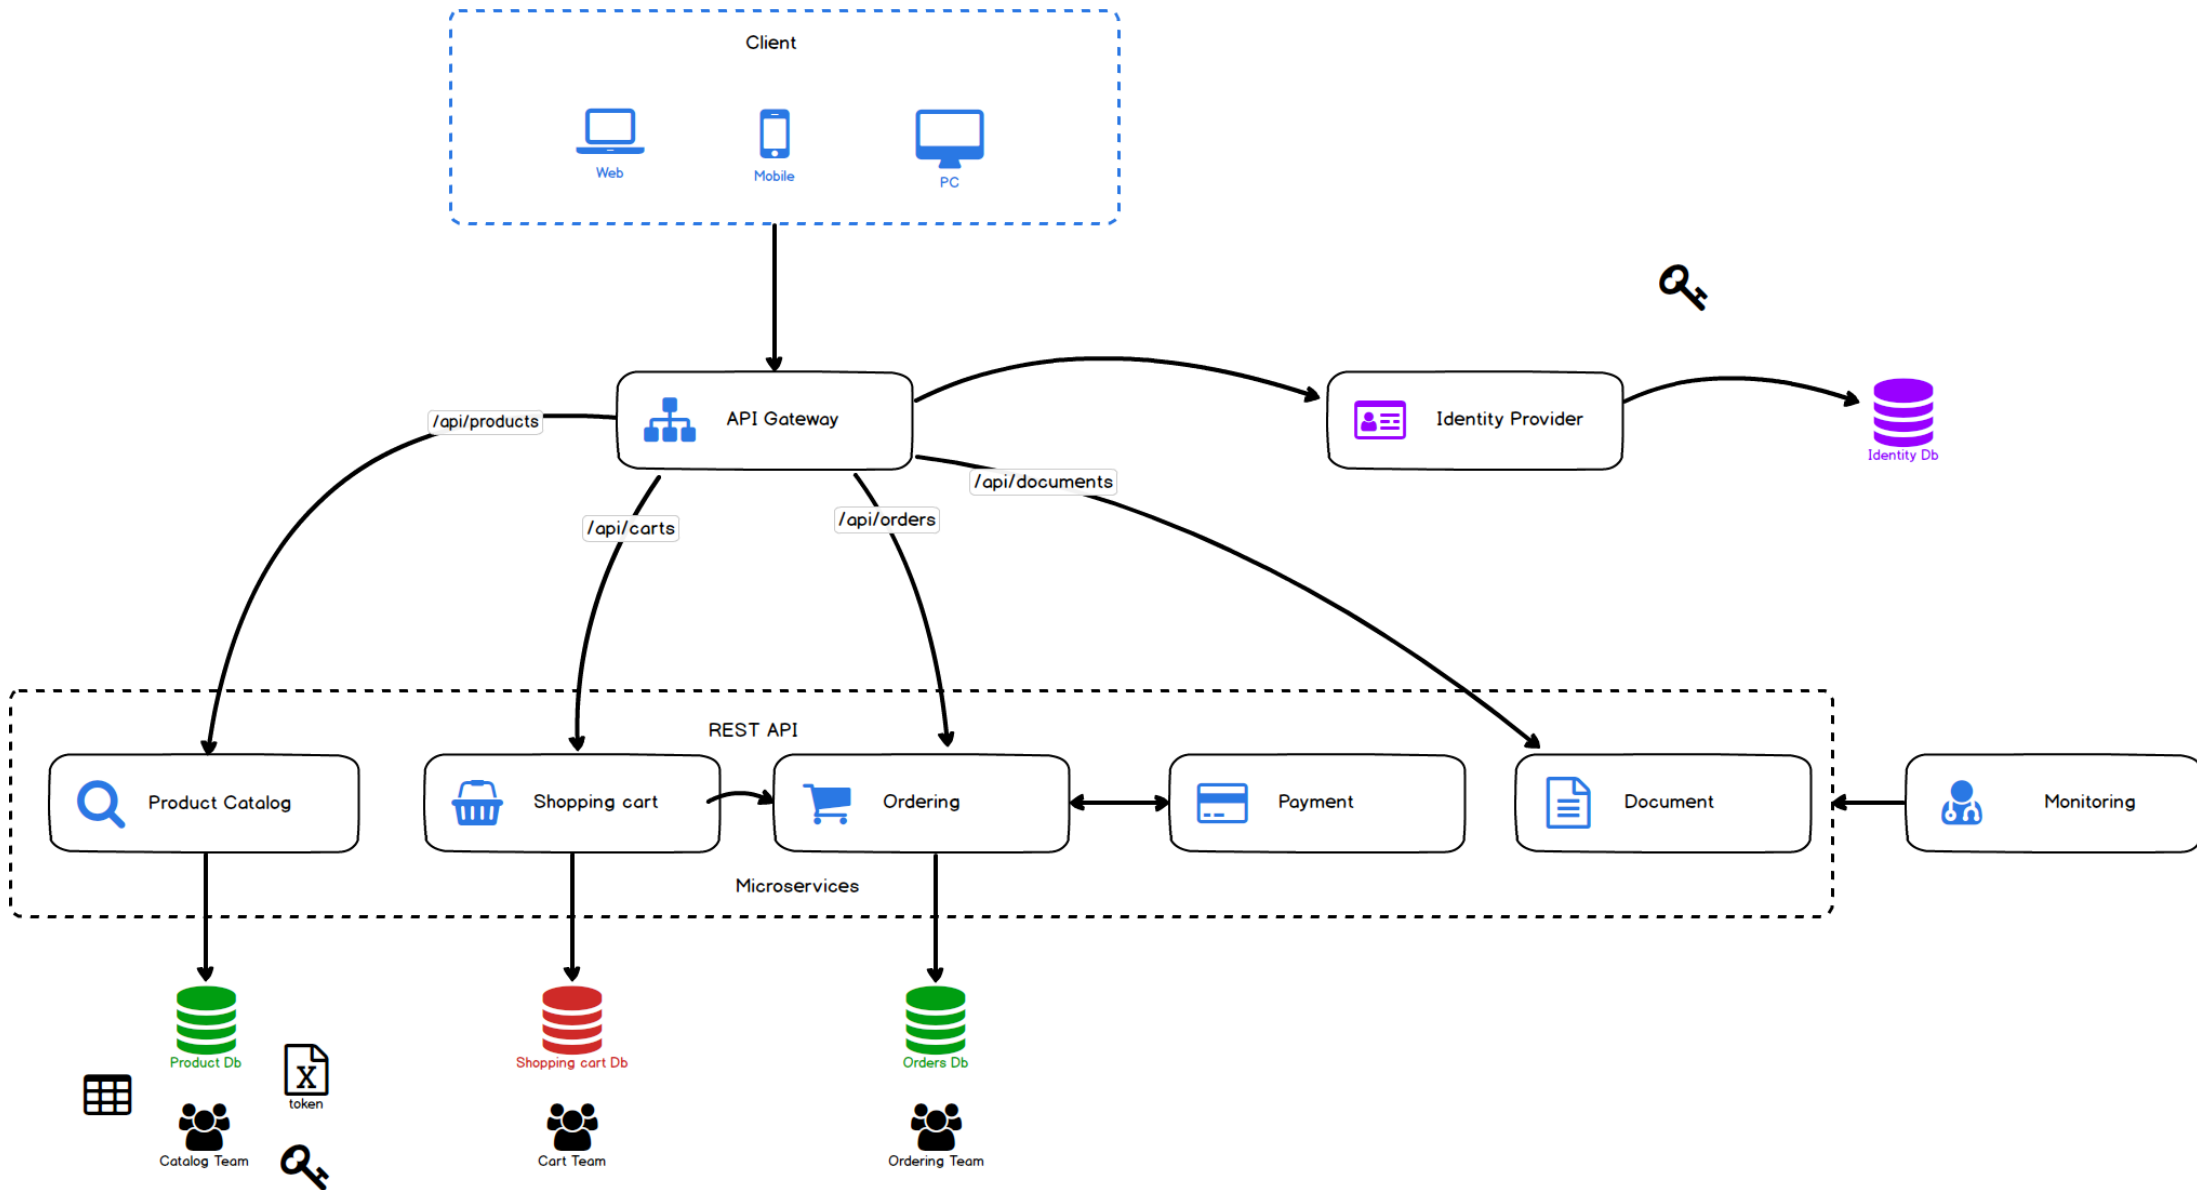 Client
Web
Mobile
PC
API Gateway
Identity Provider
/api/products
Identity Db
/api/documents
/api/carts
/api/orders
REST API
Product Catalog
Shopping cart
Ordering
Payment
Document
Monitoring
Microservices
Product Db
Shopping cart Db
Orders Db
X
token
Catalog Team
Cart Team
Ordering Team